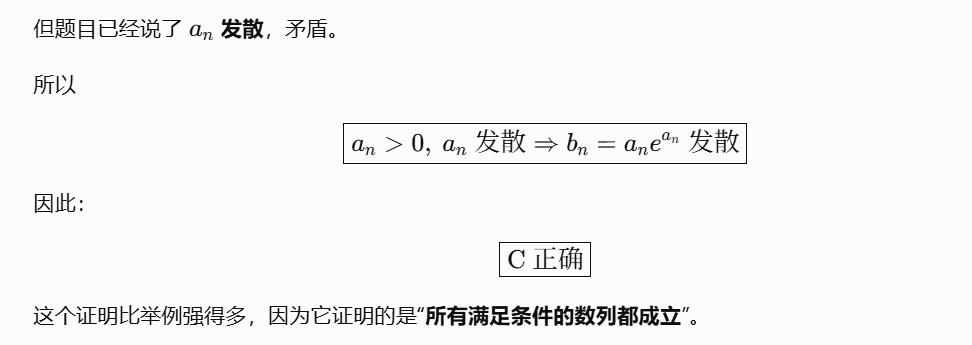 但题目已经说了 aₙ 发散，矛盾。
所以
aₙ > 0, aₙ 发散 ⇒ bₙ = aₙe^{aₙ} 发散
因此：
C 正确
这个证明比举例强得多，因为它证明的是“所有满足条件的数列都成立”。